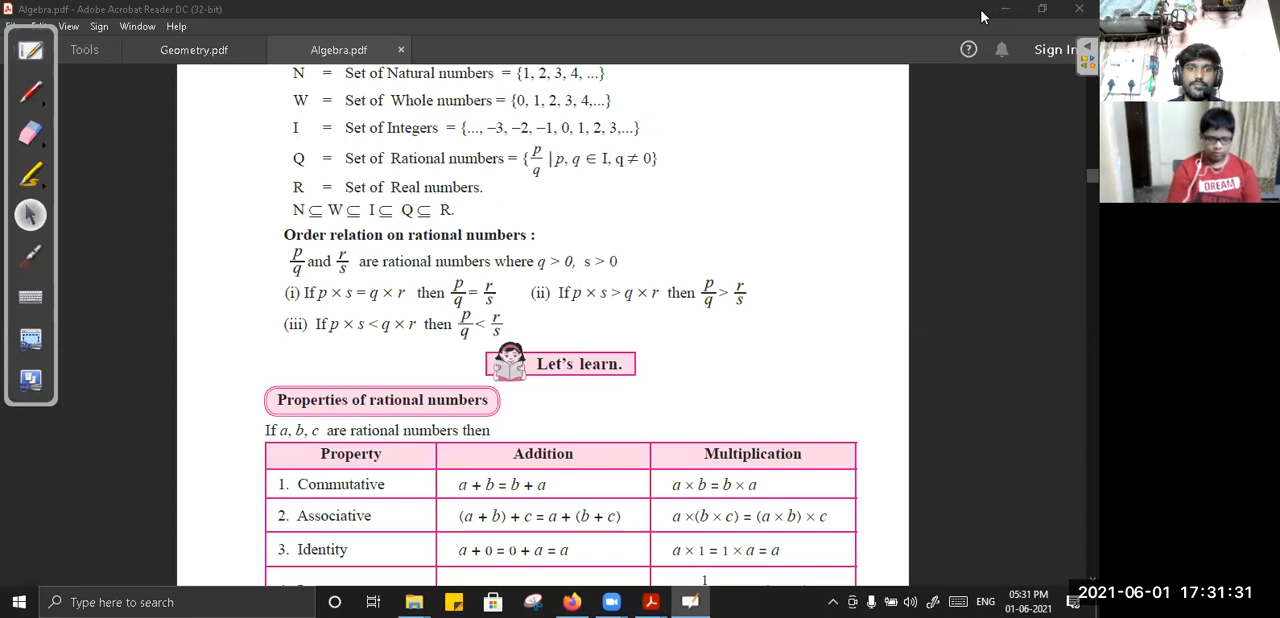 Algebra.pdf - Adobe Acrobat Reader DC (32-bit)
View Sign Window Help
Tools Geometry.pdf Algebra.pdf × Sign In
N = Set of Natural numbers = {1, 2, 3, 4, ...}
W = Set of Whole numbers = {0, 1, 2, 3, 4,...}
I = Set of Integers = {..., −3, −2, −1, 0, 1, 2, 3,...}
Q = Set of Rational numbers = {p/q | p, q ∈ I, q ≠ 0}
R = Set of Real numbers.
N ⊆ W ⊆ I ⊆ Q ⊆ R.
Order relation on rational numbers :
p/q and r/s are rational numbers where q > 0, s > 0
(i) If p × s = q × r then p/q = r/s (ii) If p × s > q × r then p/q > r/s
(iii) If p × s < q × r then p/q < r/s
Let's learn.
Properties of rational numbers
If a, b, c are rational numbers then
Property Addition Multiplication
1. Commutative a + b = b + a a × b = b × a
2. Associative (a + b) + c = a + (b + c) a ×(b × c) = (a × b) × c
3. Identity a + 0 = 0 + a = a a × 1 = 1 × a = a
1
DREAM
Type here to search
ENG
05:31 PM
01-06-2021
2021-06-01 17:31:31